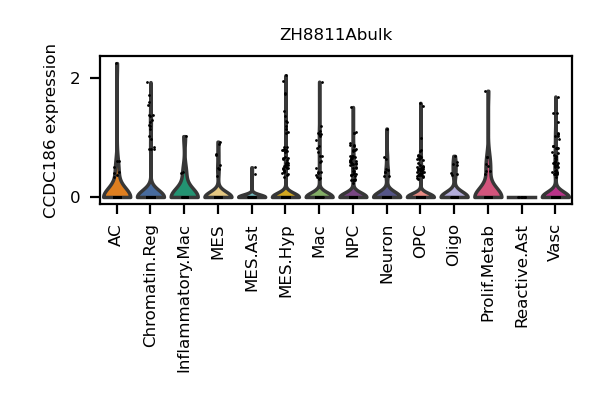 ZH8811Abulk
CCDC186 expression
2
0
AC
Chromatin.Reg
Inflammatory.Mac
MES
MES.Ast
MES.Hyp
Mac
NPC
Neuron
OPC
Oligo
Prolif.Metab
Reactive.Ast
Vasc